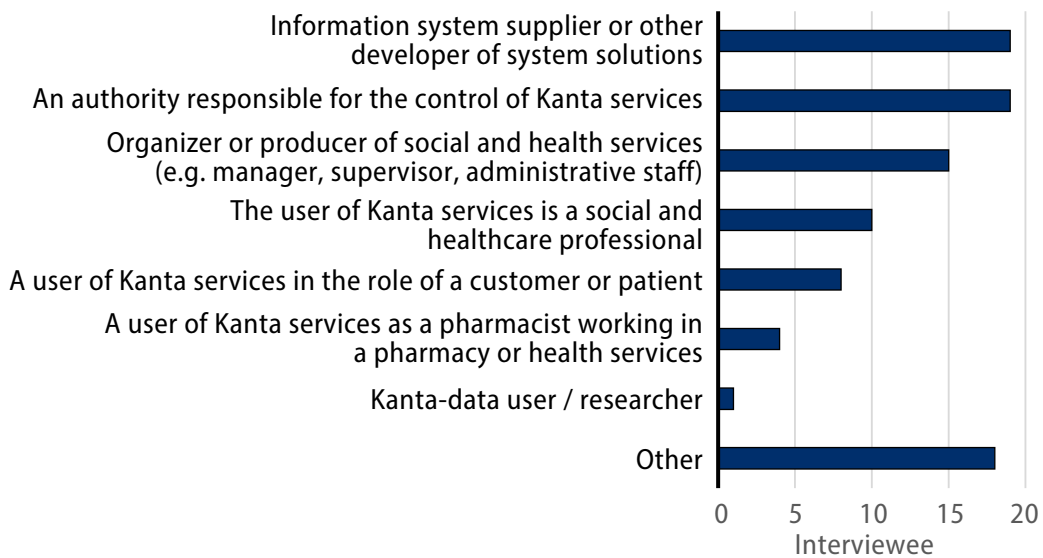 Information system supplier or other
developer of system solutions
An authority responsible for the control of Kanta services
Organizer or producer of social and health services
(e.g. manager, supervisor, administrative staff)
The user of Kanta services is a social and
healthcare professional
A user of Kanta services in the role of a customer or patient
A user of Kanta services as a pharmacist working in
a pharmacy or health services
Kanta-data user / researcher
Other
0 5 10 15 20
Interviewee